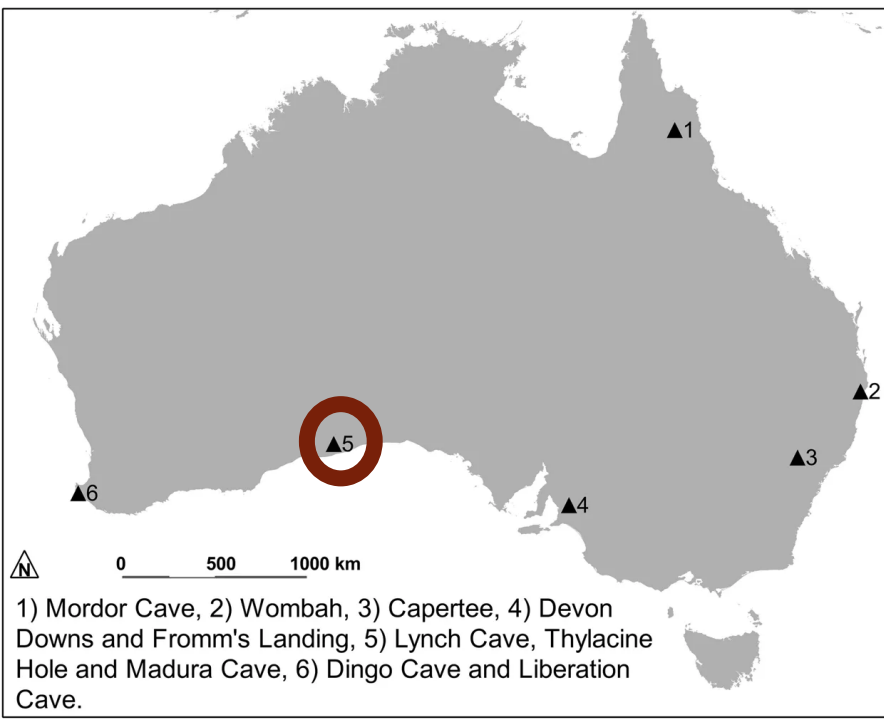 1
2
3
4
5
6
N
0 500 1000 km
1) Mordor Cave, 2) Wombah, 3) Capertee, 4) Devon
Downs and Fromm's Landing, 5) Lynch Cave, Thylacine
Hole and Madura Cave, 6) Dingo Cave and Liberation
Cave.